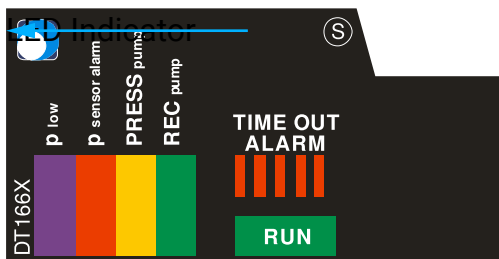 LED Indicator
S
p low
p sensor alarm
PRESS pump
REC pump
TIME OUT
ALARM
DT166X
RUN